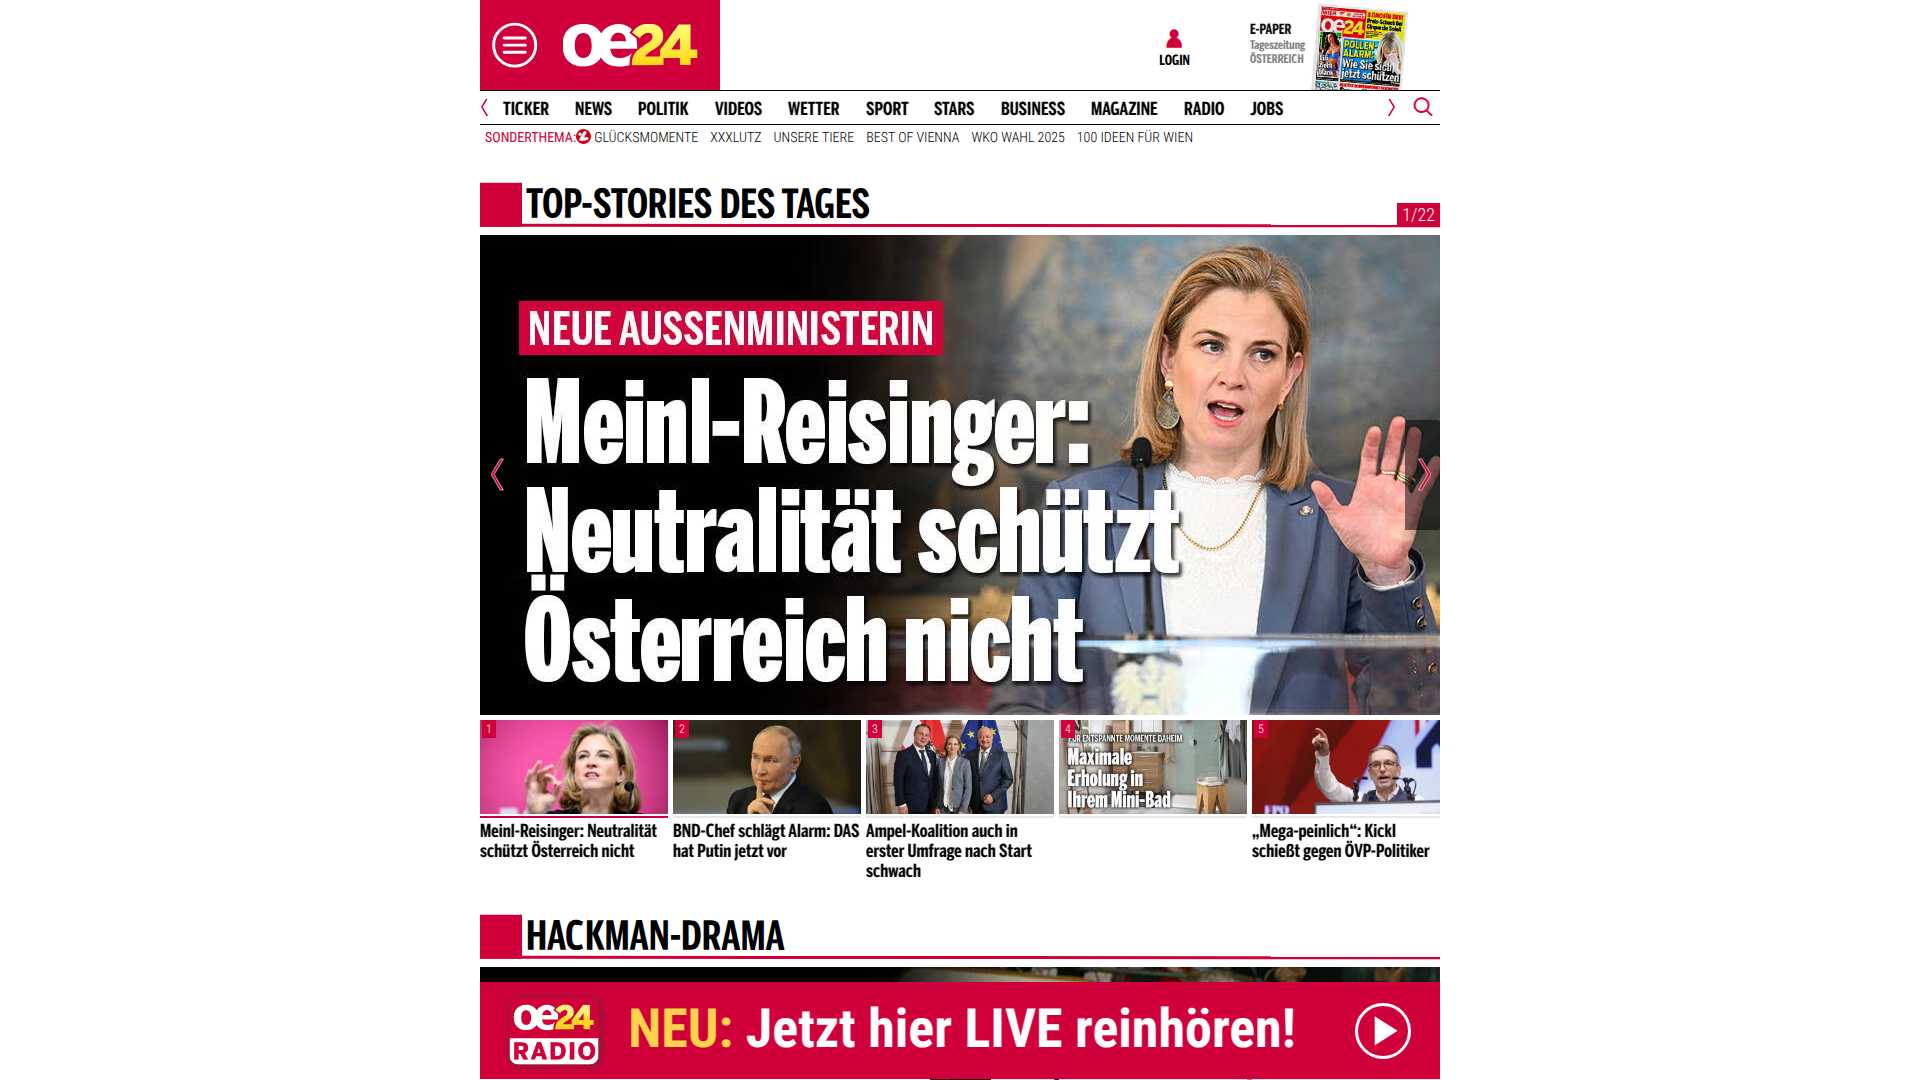 oe24
LOGIN
E-PAPER
Tageszeitung
ÖSTERREICH
oe24
POLLEN-
ALARM:
Wie Sie sich
jetzt schützen
TICKER NEWS POLITIK VIDEOS WETTER SPORT STARS BUSINESS MAGAZINE RADIO JOBS
SONDERTHEMA: GLÜCKSMOMENTE XXXLUTZ UNSERE TIERE BEST OF VIENNA WKO WAHL 2025 100 IDEEN FÜR WIEN
TOP-STORIES DES TAGES
1/22
NEUE AUSSENMINISTERIN
Meinl-Reisinger:
Neutralität schützt
Österreich nicht
1
2
3
4
5
FÜR ENTSPANNTE MOMENTE DAHEIM
Maximale
Erholung in
Ihrem Mini-Bad
Meinl-Reisinger: Neutralität
schützt Österreich nicht
BND-Chef schlägt Alarm: DAS
hat Putin jetzt vor
Ampel-Koalition auch in
erster Umfrage nach Start
schwach
„Mega-peinlich“: Kickl
schießt gegen ÖVP-Politiker
HACKMAN-DRAMA
oe24
RADIO
NEU: Jetzt hier LIVE reinhören!